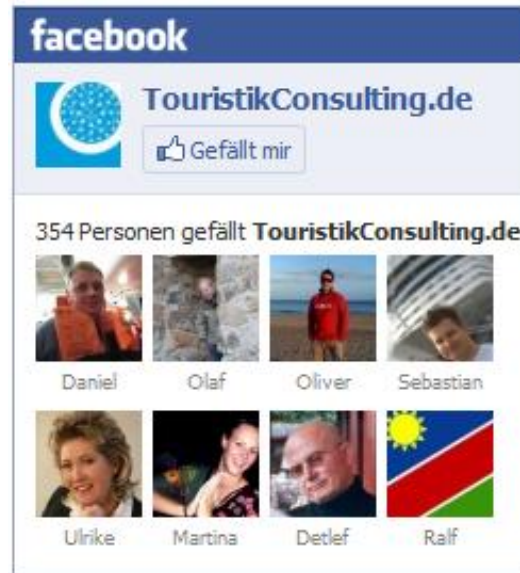 facebook
TouristikConsulting.de
Gefällt mir
354 Personen gefällt TouristikConsulting.de
Daniel Olaf Oliver Sebastian
Ulrike Martina Detlef Ralf